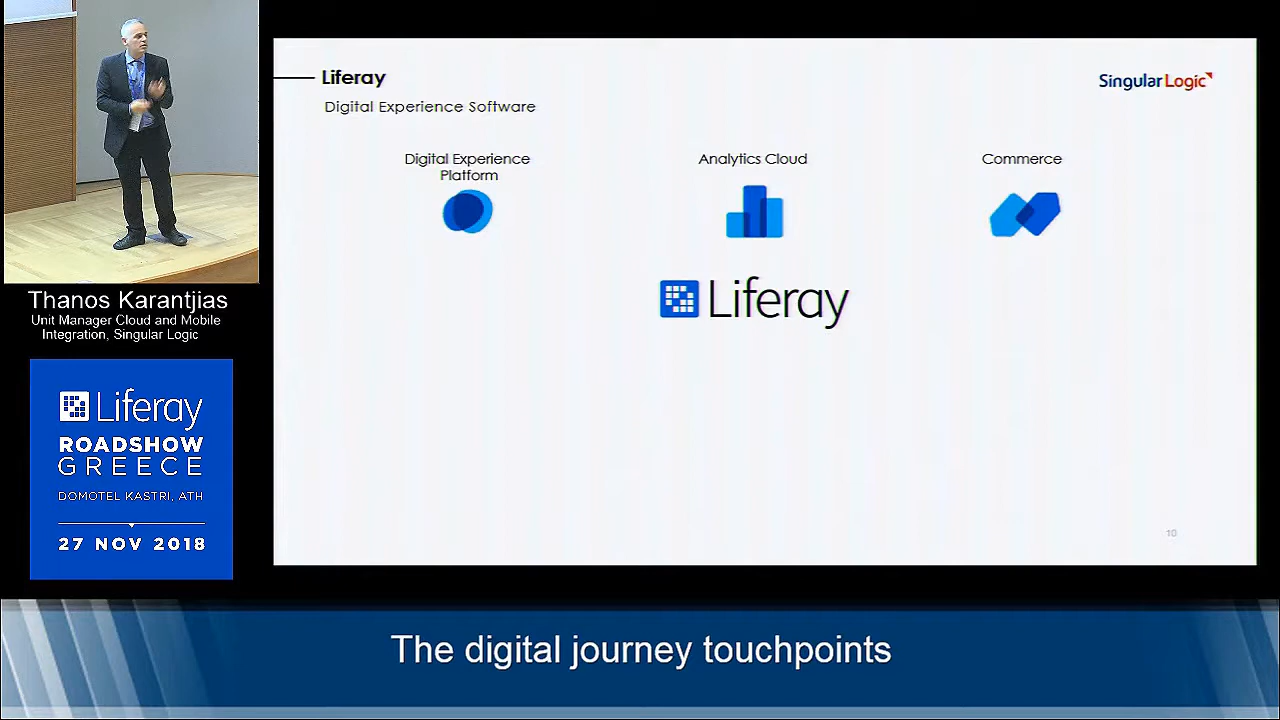 Liferay
Digital Experience Software
SingularLogic
Digital Experience
Platform
Analytics Cloud
Commerce
Liferay
10
Thanos Karantjias
Unit Manager Cloud and Mobile
Integration, Singular Logic
Liferay
ROADSHOW
GREECE
DOMOTEL KASTRI, ATH
27 NOV 2018
The digital journey touchpoints